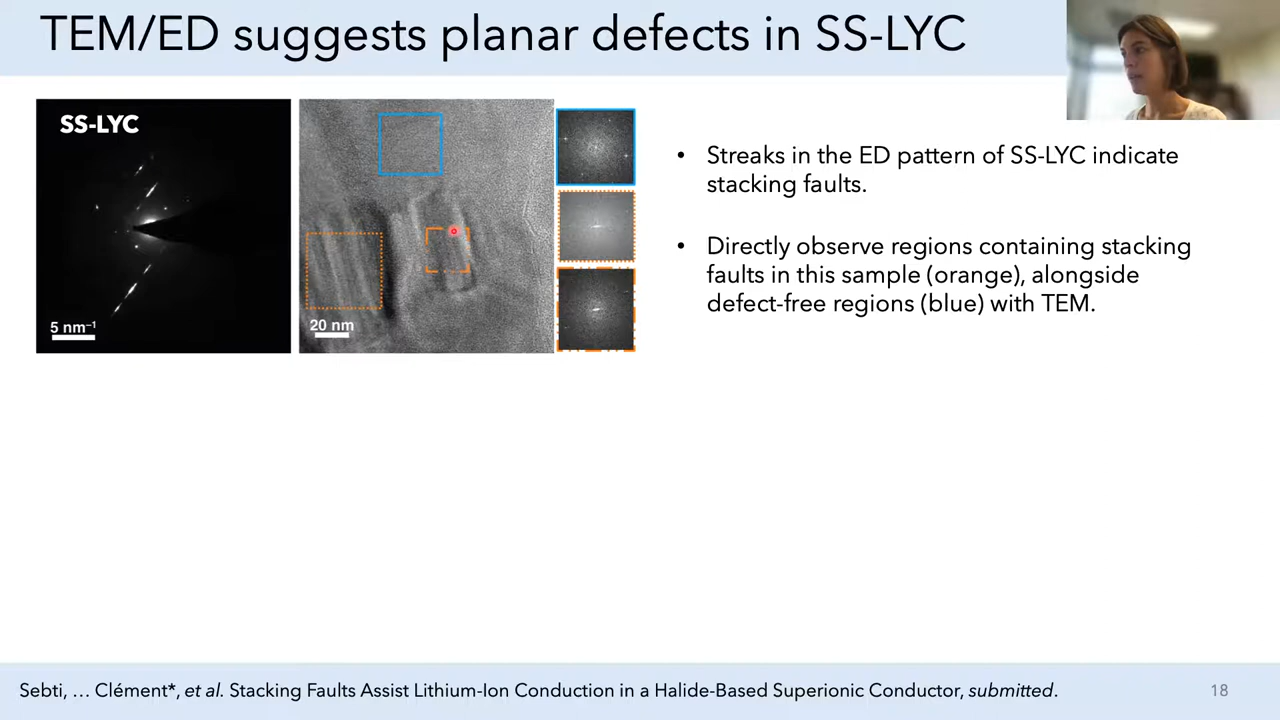 TEM/ED suggests planar defects in SS-LYC
SS-LYC
5 nm⁻¹
20 nm
• Streaks in the ED pattern of SS-LYC indicate
stacking faults.
• Directly observe regions containing stacking
faults in this sample (orange), alongside
defect-free regions (blue) with TEM.
Sebti, … Clément*, et al. Stacking Faults Assist Lithium-Ion Conduction in a Halide-Based Superionic Conductor, submitted.
18